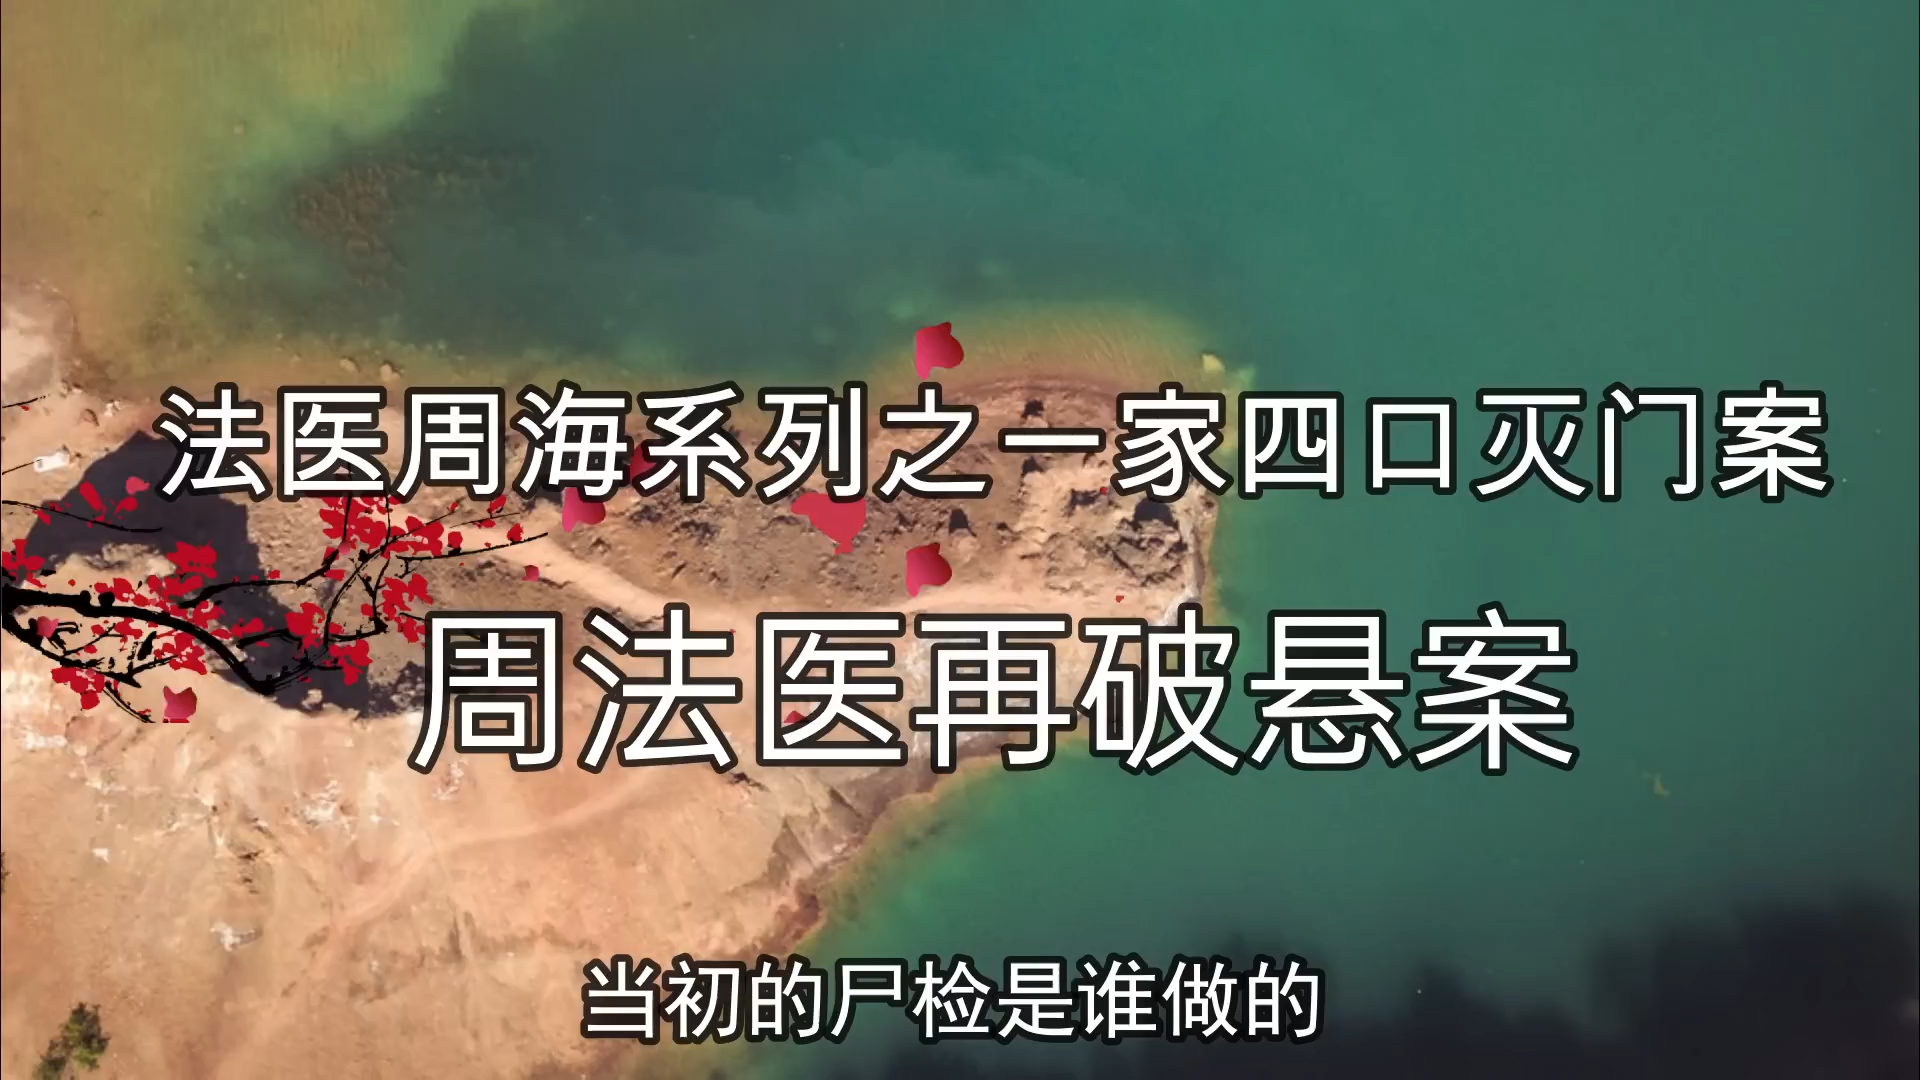 法医周海系列之一家四口灭门案
周法医再破悬案
当初的尸检是谁做的